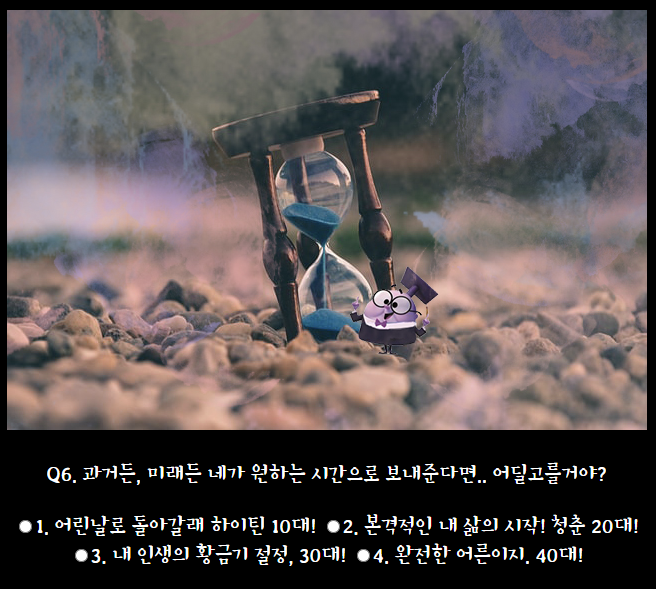 Q6. 과거든, 미래든 네가 원하는 시간으로 보내준다면.. 어딜고를거야?
1. 어린날로 돌아갈래 하이틴 10대! 2. 본격적인 내 삶의 시작! 청춘 20대!
3. 내 인생의 황금기 절정, 30대! 4. 완전한 어른이지. 40대!